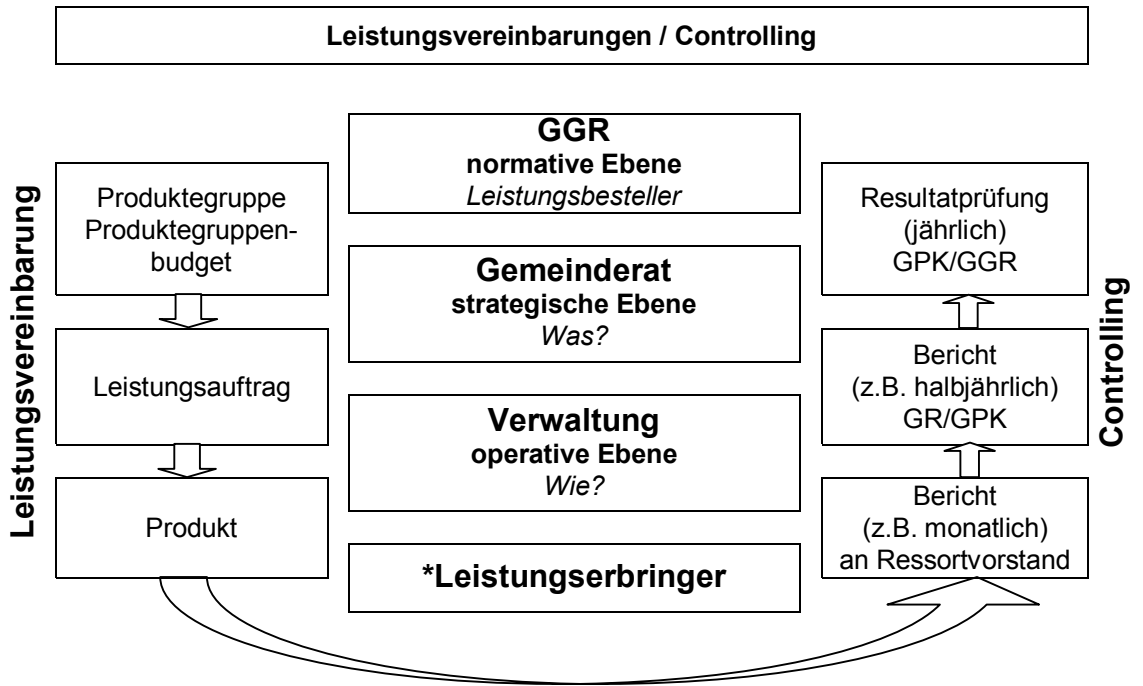 Leistungsvereinbarungen / Controlling
Leistungsvereinbarung
Produktegruppe
Produktegruppen-
budget
Leistungsauftrag
Produkt
GGR
normative Ebene
Leistungsbesteller
Gemeinderat
strategische Ebene
Was?
Verwaltung
operative Ebene
Wie?
*Leistungserbringer
Resultatprüfung
(jährlich)
GPK/GGR
Bericht
(z.B. halbjährlich)
GR/GPK
Bericht
(z.B. monatlich)
an Ressortvorstand
Controlling